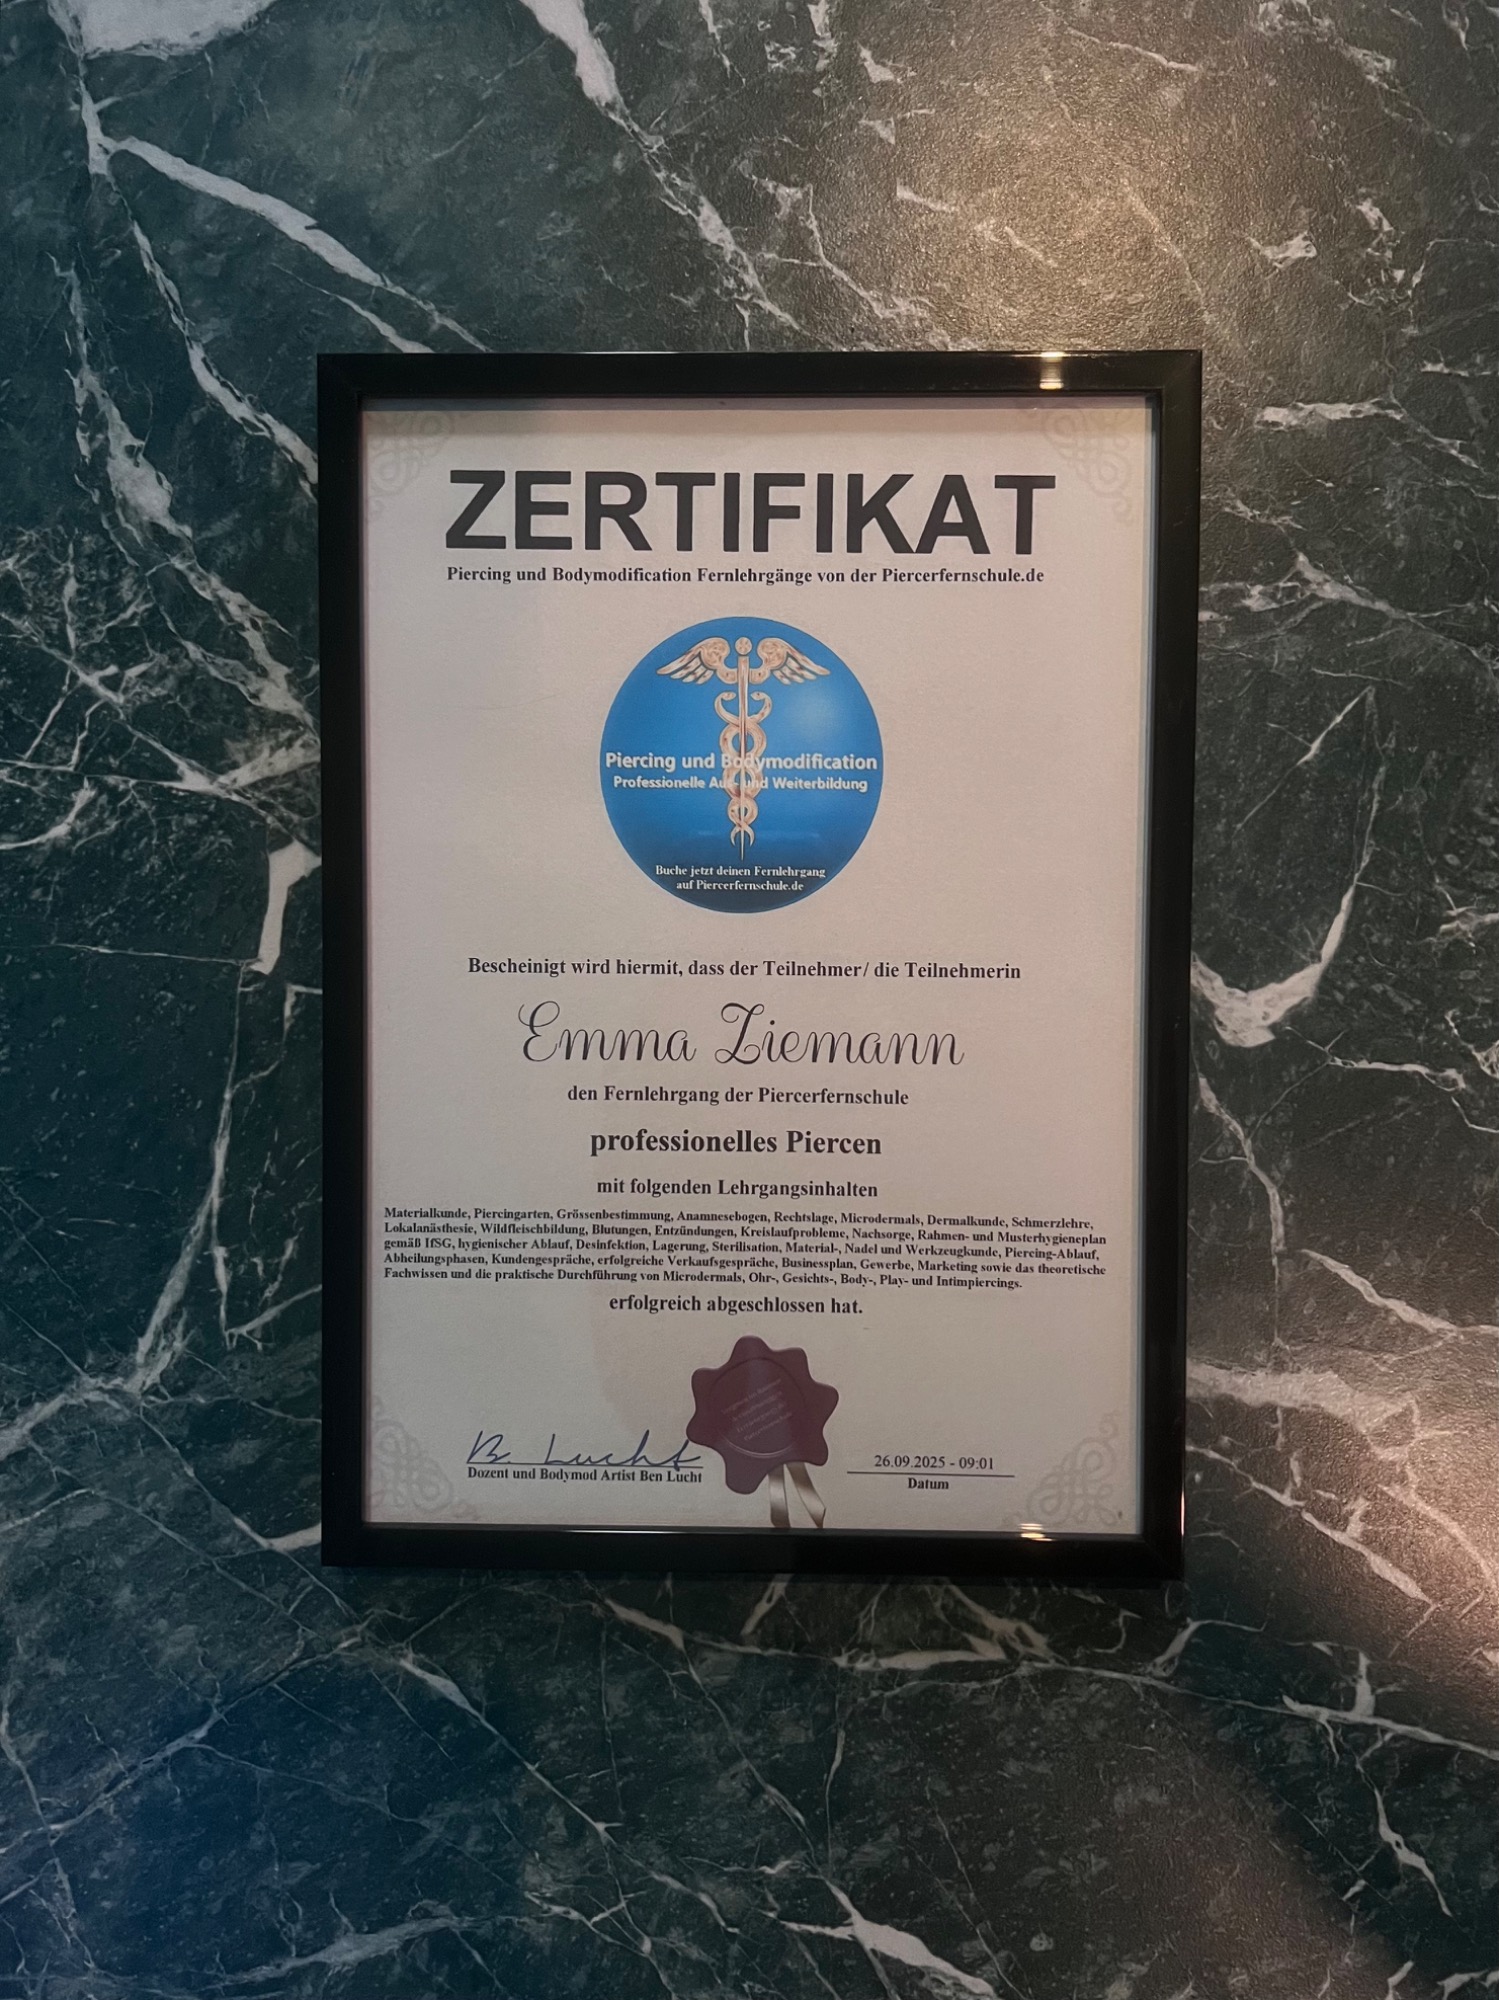 ZERTIFIKAT
Piercing und Bodymodification Fernlehrgänge von der Piercerfernschule.de
Piercing und Bodymodification
Professionelle Aus- und Weiterbildung
Buche jetzt deinen Fernlehrgang
auf Piercerfernschule.de
Bescheinigt wird hiermit, dass der Teilnehmer/ die Teilnehmerin
Emma Ziemann
den Fernlehrgang der Piercerfernschule
professionelles Piercen
mit folgenden Lehrgangsinhalten
Materialkunde, Piercingarten, Grössenbestimmung, Anamnesebogen, Rechtslage, Microdermals, Dermalkunde, Schmerzlehre,
Lokalanästhesie, Wildfleischbildung, Blutungen, Entzündungen, Kreislaufprobleme, Nachsorge, Rahmen- und Musterhygieneplan
gemäß IfSG, hygienischer Ablauf, Desinfektion, Lagerung, Sterilisation, Material-, Nadel und Werkzeugkunde, Piercing-Ablauf,
Abheilungsphasen, Kundengespräche, erfolgreiche Verkaufsgespräche, Businessplan, Gewerbe, Marketing sowie das theoretische
Fachwissen und die praktische Durchführung von Microdermals, Ohr-, Gesichts-, Body-, Play- und Intimpiercings.
erfolgreich abgeschlossen hat.
B. Lucht
Dozent und Bodymod Artist Ben Lucht
26.09.2025 - 09:01
Datum